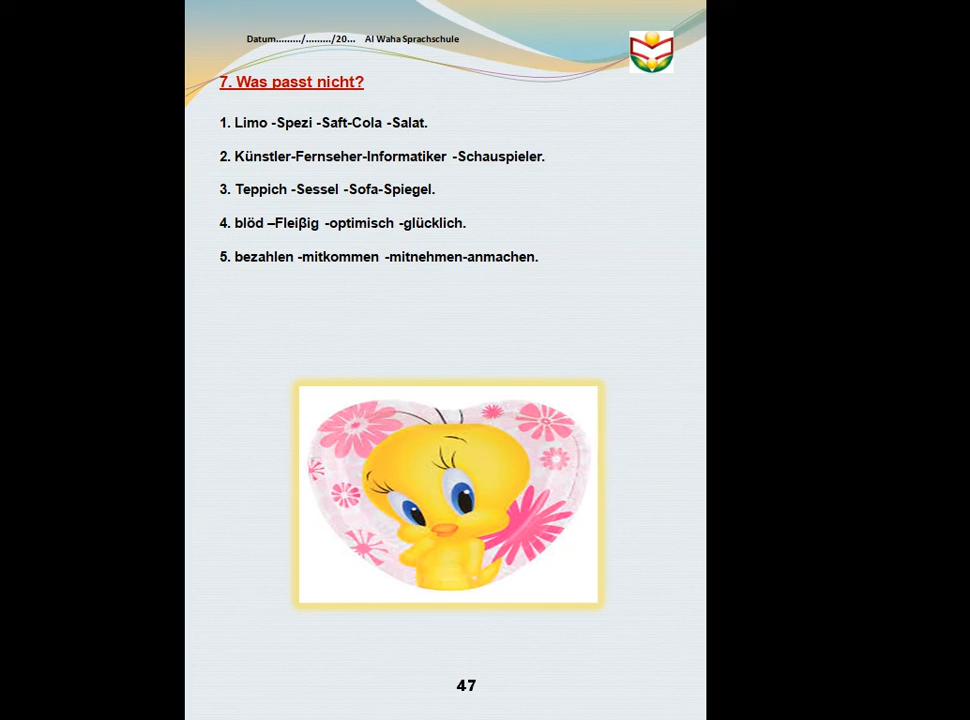 Datum........./........./20... Al Waha Sprachschule
7. Was passt nicht?
1. Limo -Spezi -Saft-Cola -Salat.
2. Künstler-Fernseher-Informatiker -Schauspieler.
3. Teppich -Sessel -Sofa-Spiegel.
4. blöd –Fleißig -optimisch -glücklich.
5. bezahlen -mitkommen -mitnehmen-anmachen.
47